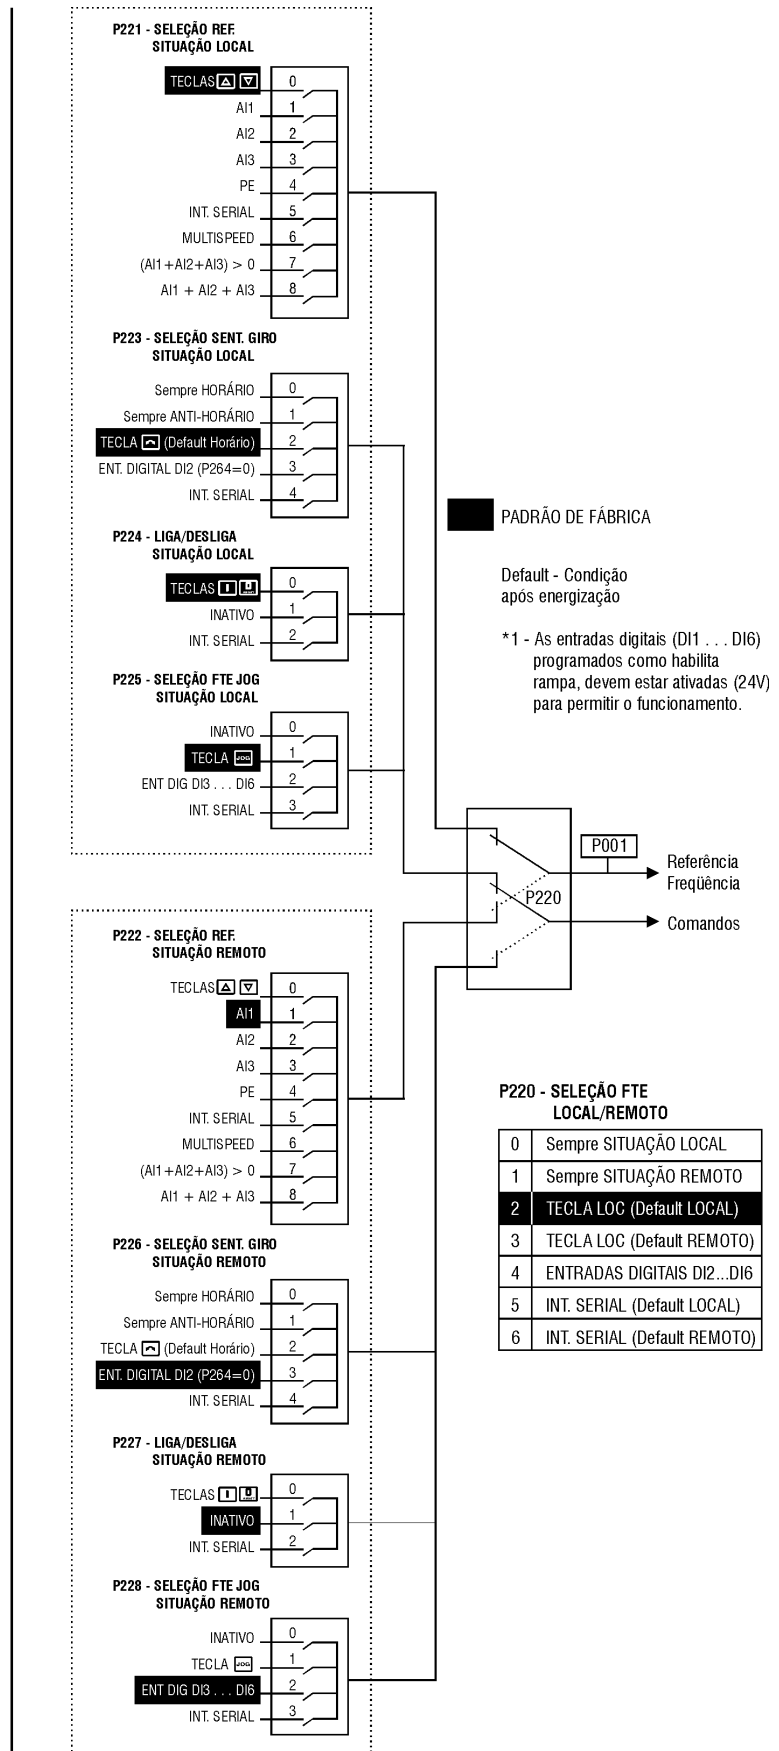 P221 - SELEÇÃO REF.
SITUAÇÃO LOCAL
TECLAS 0
AI1 1
AI2 2
AI3 3
PE 4
INT. SERIAL 5
MULTISPEED 6
(AI1+AI2+AI3) > 0 7
AI1 + AI2 + AI3 8
P223 - SELEÇÃO SENT. GIRO
SITUAÇÃO LOCAL
Sempre HORÁRIO 0
Sempre ANTI-HORÁRIO 1
TECLA (Default Horário) 2
ENT. DIGITAL DI2 (P264=0) 3
INT. SERIAL 4
P224 - LIGA/DESLIGA
SITUAÇÃO LOCAL
TECLAS I 0 0
INATIVO 1
INT. SERIAL 2
P225 - SELEÇÃO FTE JOG
SITUAÇÃO LOCAL
INATIVO 0
TECLA JOG 1
ENT DIG DI3 . . . DI6 2
INT. SERIAL 3
PADRÃO DE FÁBRICA
Default - Condição
após energização
*1 - As entradas digitais (DI1 . . . DI6)
programados como habilita
rampa, devem estar ativadas (24V)
para permitir o funcionamento.
P001
Referência
Freqüência
P220
Comandos
P222 - SELEÇÃO REF.
SITUAÇÃO REMOTO
TECLAS 0
AI1 1
AI2 2
AI3 3
PE 4
INT. SERIAL 5
MULTISPEED 6
(AI1+AI2+AI3) > 0 7
AI1 + AI2 + AI3 8
P226 - SELEÇÃO SENT. GIRO
SITUAÇÃO REMOTO
Sempre HORÁRIO 0
Sempre ANTI-HORÁRIO 1
TECLA (Default Horário) 2
ENT. DIGITAL DI2 (P264=0) 3
INT. SERIAL 4
P227 - LIGA/DESLIGA
SITUAÇÃO REMOTO
TECLAS I 0 0
INATIVO 1
INT. SERIAL 2
P228 - SELEÇÃO FTE JOG
SITUAÇÃO REMOTO
INATIVO 0
TECLA JOG 1
ENT DIG DI3 . . . DI6 2
INT. SERIAL 3
P220 - SELEÇÃO FTE
LOCAL/REMOTO
0 Sempre SITUAÇÃO LOCAL
1 Sempre SITUAÇÃO REMOTO
2 TECLA LOC (Default LOCAL)
3 TECLA LOC (Default REMOTO)
4 ENTRADAS DIGITAIS DI2...DI6
5 INT. SERIAL (Default LOCAL)
6 INT. SERIAL (Default REMOTO)